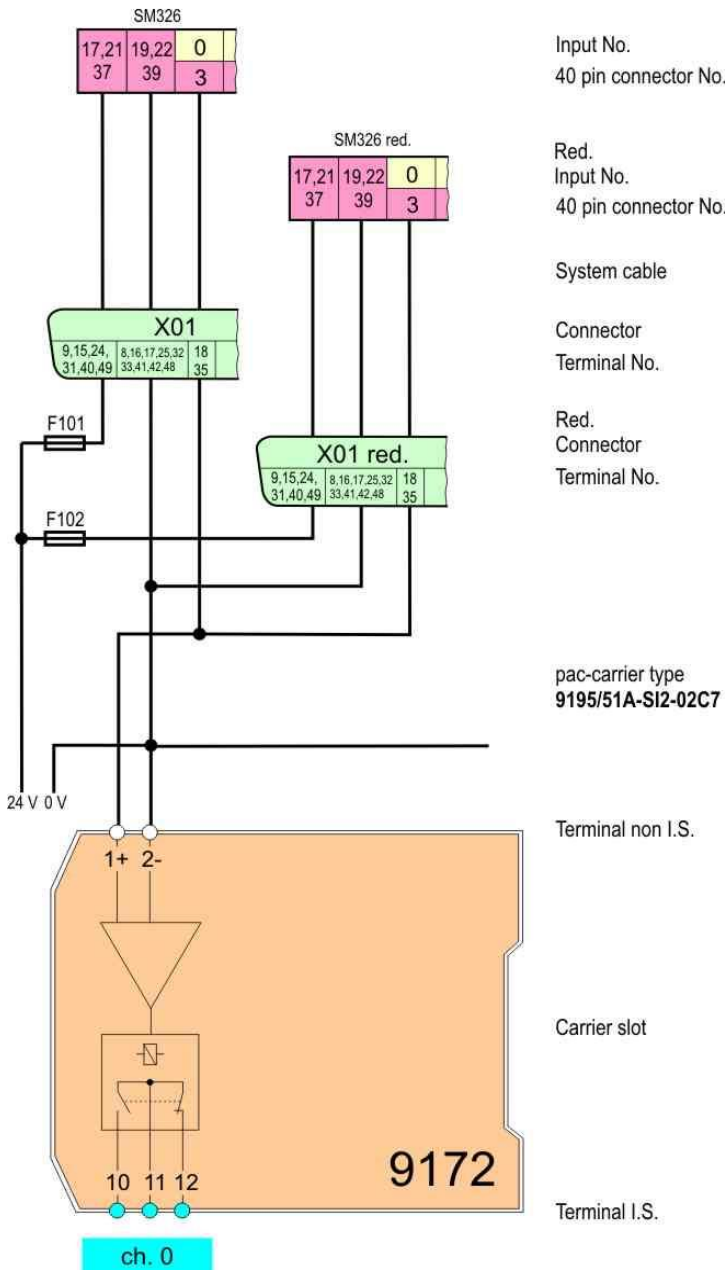 SM326
17,21 19,22 0
37 39 3
Input No.
40 pin connector No.
SM326 red.
17,21 19,22 0
37 39 3
Red.
Input No.
40 pin connector No.
System cable
X01
9,15,24, 8,16,17,25,32 18
31,40,49 33,41,42,48 35
Connector
Terminal No.
F101
X01 red.
9,15,24, 8,16,17,25,32 18
31,40,49 33,41,42,48 35
Red.
Connector
Terminal No.
F102
pac-carrier type
9195/51A-SI2-02C7
24 V 0 V
Terminal non I.S.
1+ 2-
Carrier slot
10 11 12
9172
Terminal I.S.
ch. 0